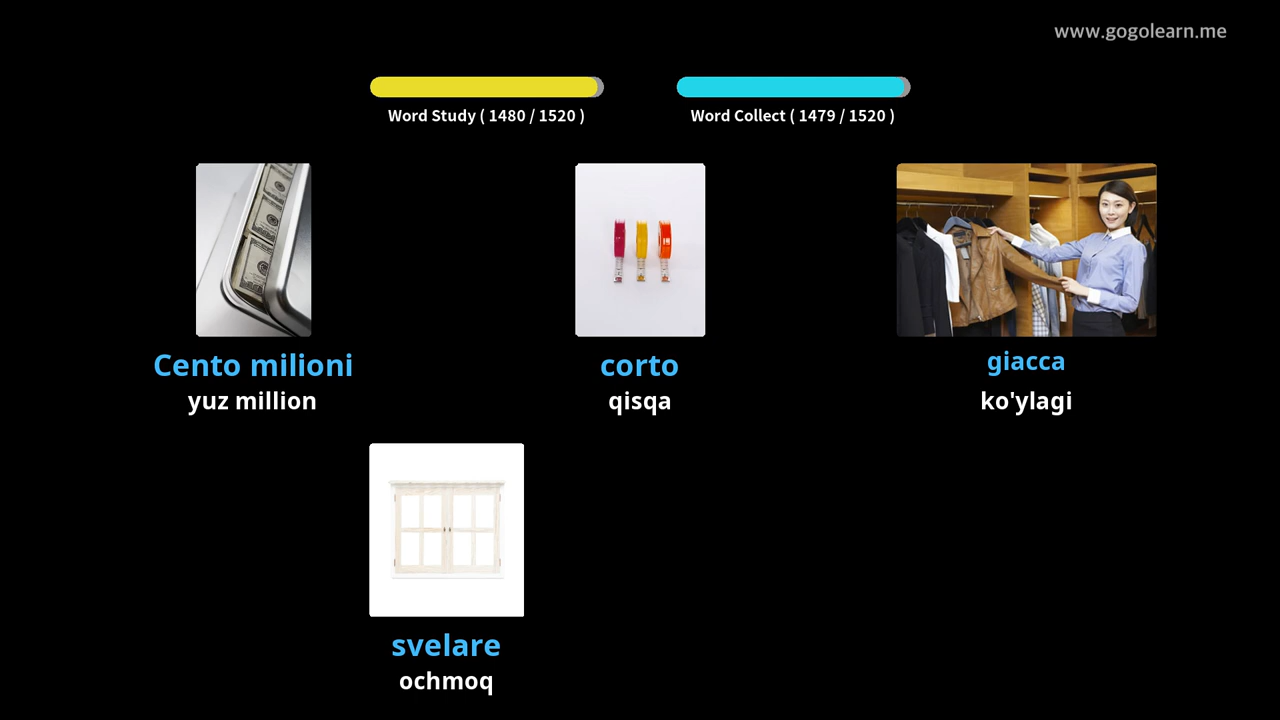 www.gogolearn.me
Word Study ( 1480 / 1520 )
Word Collect ( 1479 / 1520 )
Cento milioni
yuz million
corto
qisqa
giacca
ko'ylagi
svelare
ochmoq